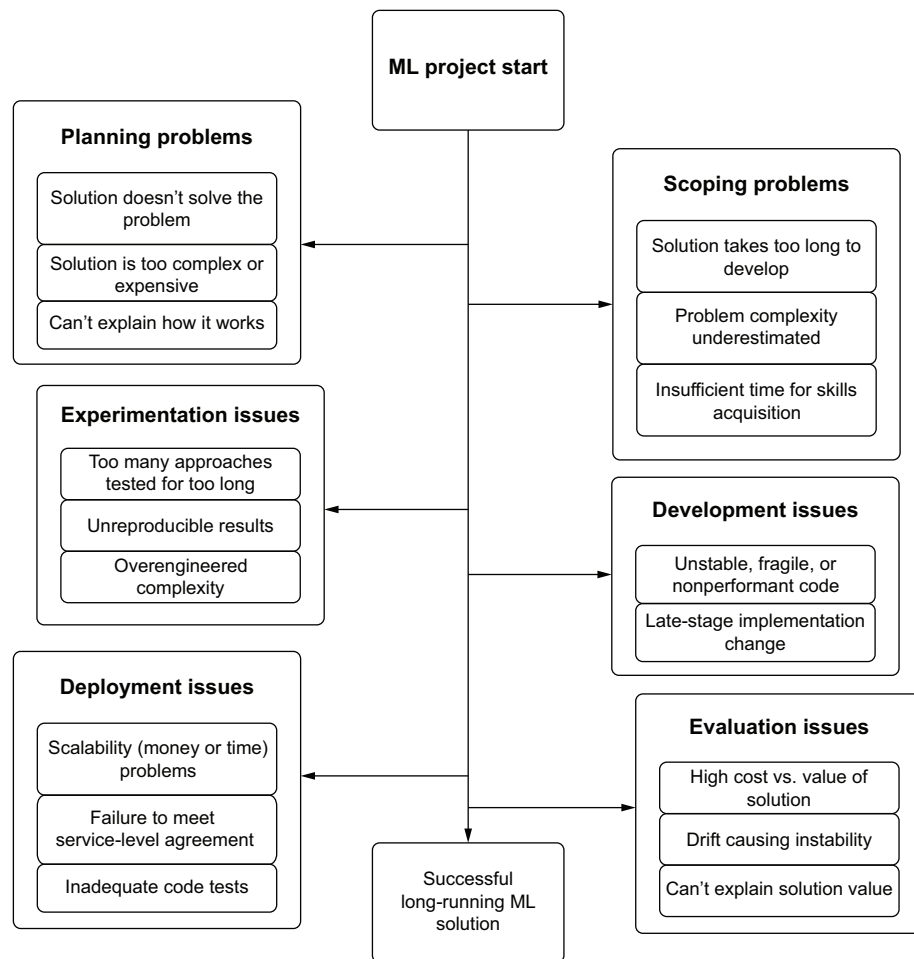 ML project start
Planning problems
Solution doesn’t solve the
problem
Solution is too complex or
expensive
Can’t explain how it works
Scoping problems
Solution takes too long to
develop
Problem complexity
underestimated
Insufficient time for skills
acquisition
Experimentation issues
Too many approaches
tested for too long
Unreproducible results
Overengineered
complexity
Development issues
Unstable, fragile, or
nonperformant code
Late-stage implementation
change
Deployment issues
Scalability (money or time)
problems
Failure to meet
service-level agreement
Inadequate code tests
Evaluation issues
High cost vs. value of
solution
Drift causing instability
Can’t explain solution value
Successful
long-running ML
solution